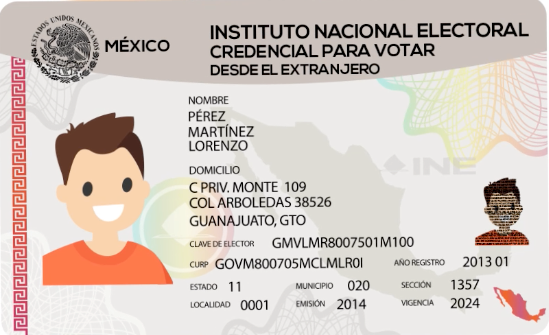 ESTADOS UNIDOS MEXICANOS
MÉXICO
INSTITUTO NACIONAL ELECTORAL
CREDENCIAL PARA VOTAR
DESDE EL EXTRANJERO
NOMBRE
PÉREZ
MARTÍNEZ
LORENZO
DOMICILIO
C PRIV. MONTE 109
COL ARBOLEDAS 38526
GUANAJUATO, GTO
INE
CLAVE DE ELECTOR GMVLMR8007501M100
CURP GOVM800705MCLMLR0I AÑO REGISTRO 2013 01
ESTADO 11 MUNICIPIO 020 SECCIÓN 1357
LOCALIDAD 0001 EMISIÓN 2014 VIGENCIA 2024